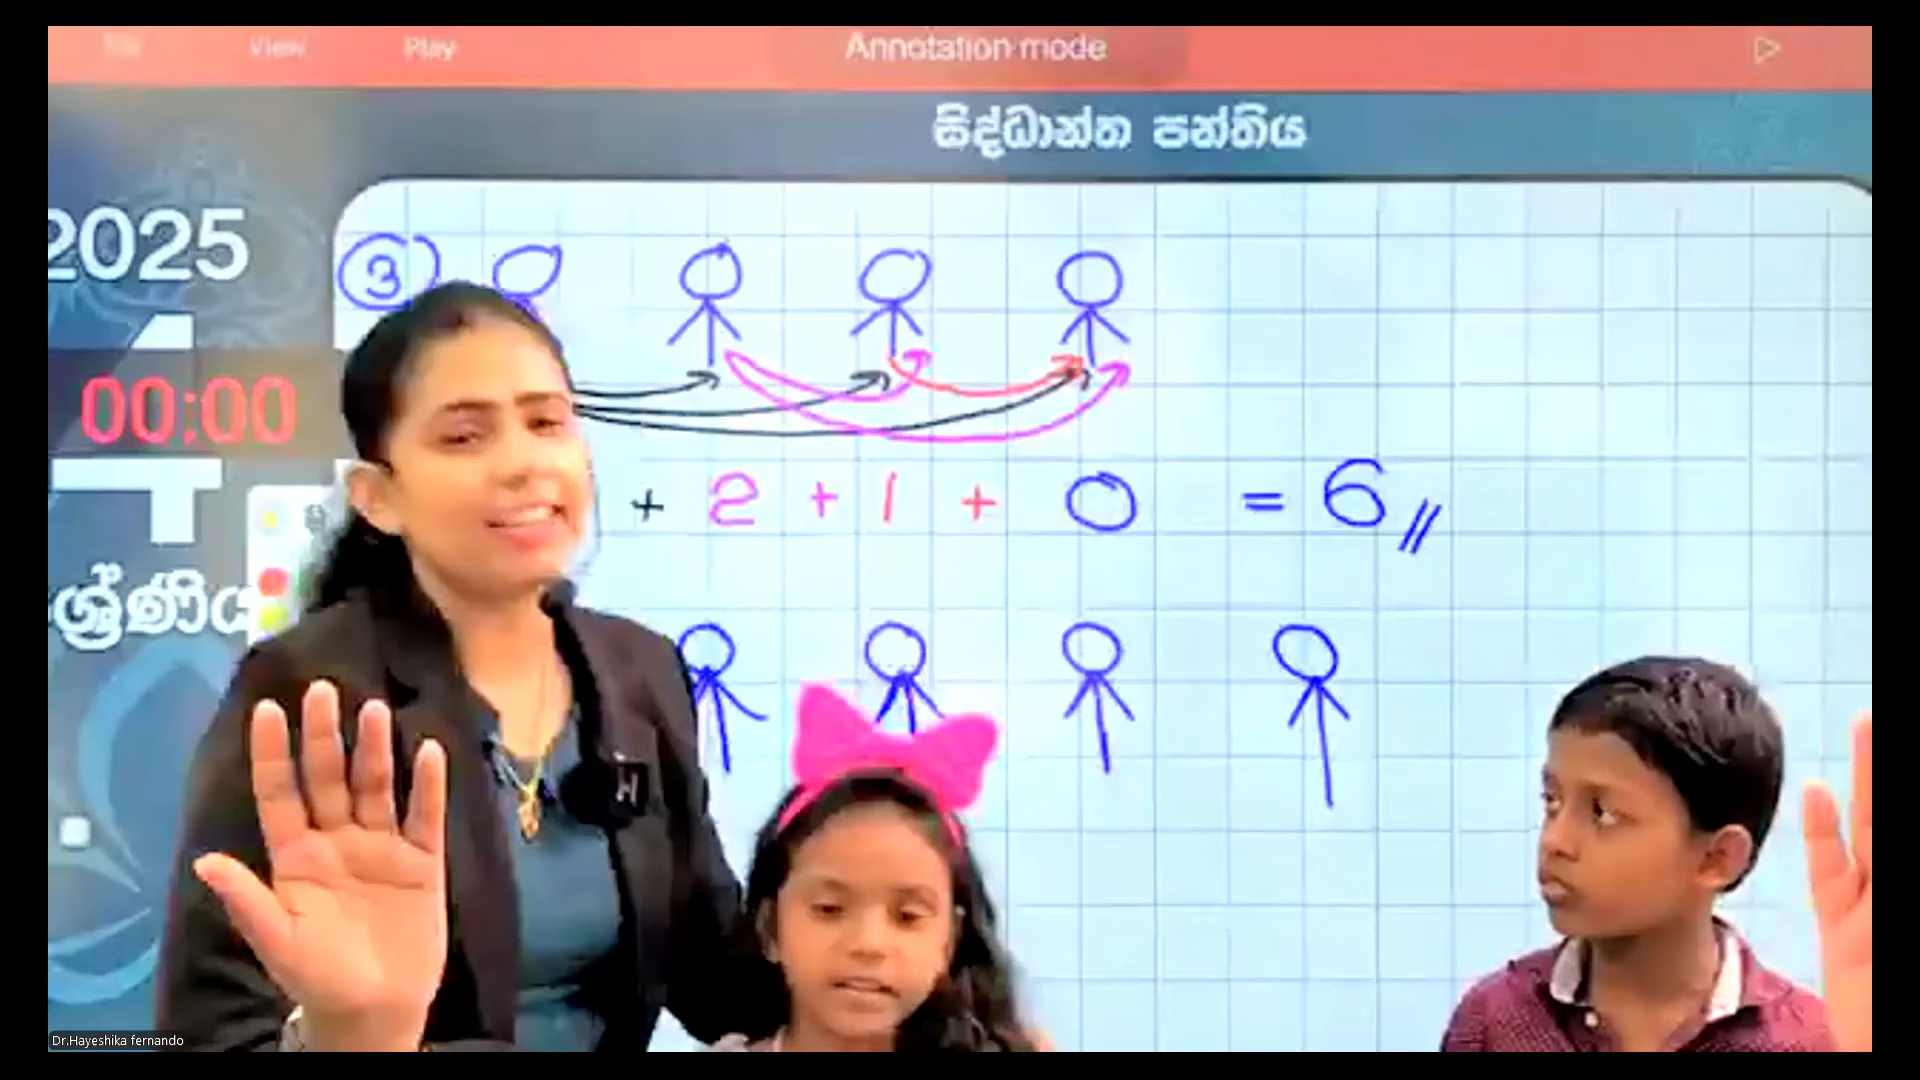 View Play Annotation mode
සිද්ධාන්ත පන්තිය
2025
3
00:00
+ 2 + 1 + 0 = 6
ශ්‍රේණිය
Dr.Hayeshika fernando